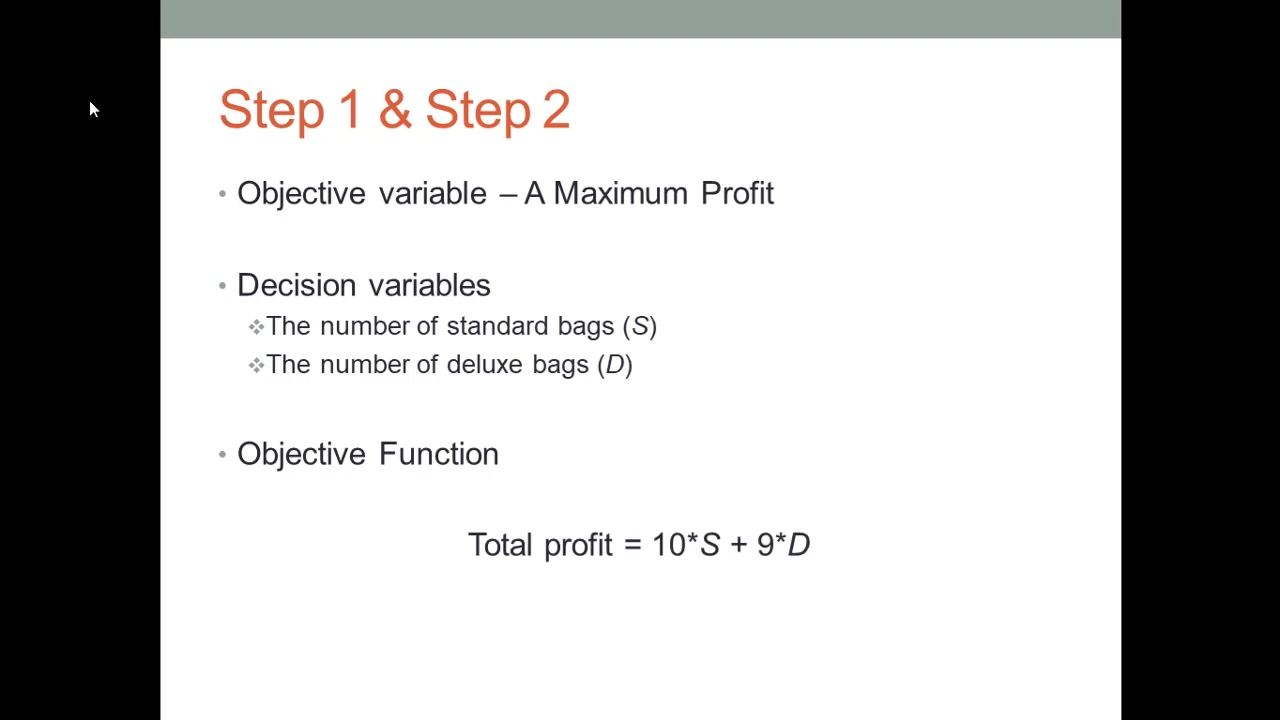 Step 1 & Step 2
• Objective variable – A Maximum Profit
• Decision variables
❖The number of standard bags (S)
❖The number of deluxe bags (D)
• Objective Function
Total profit = 10*S + 9*D